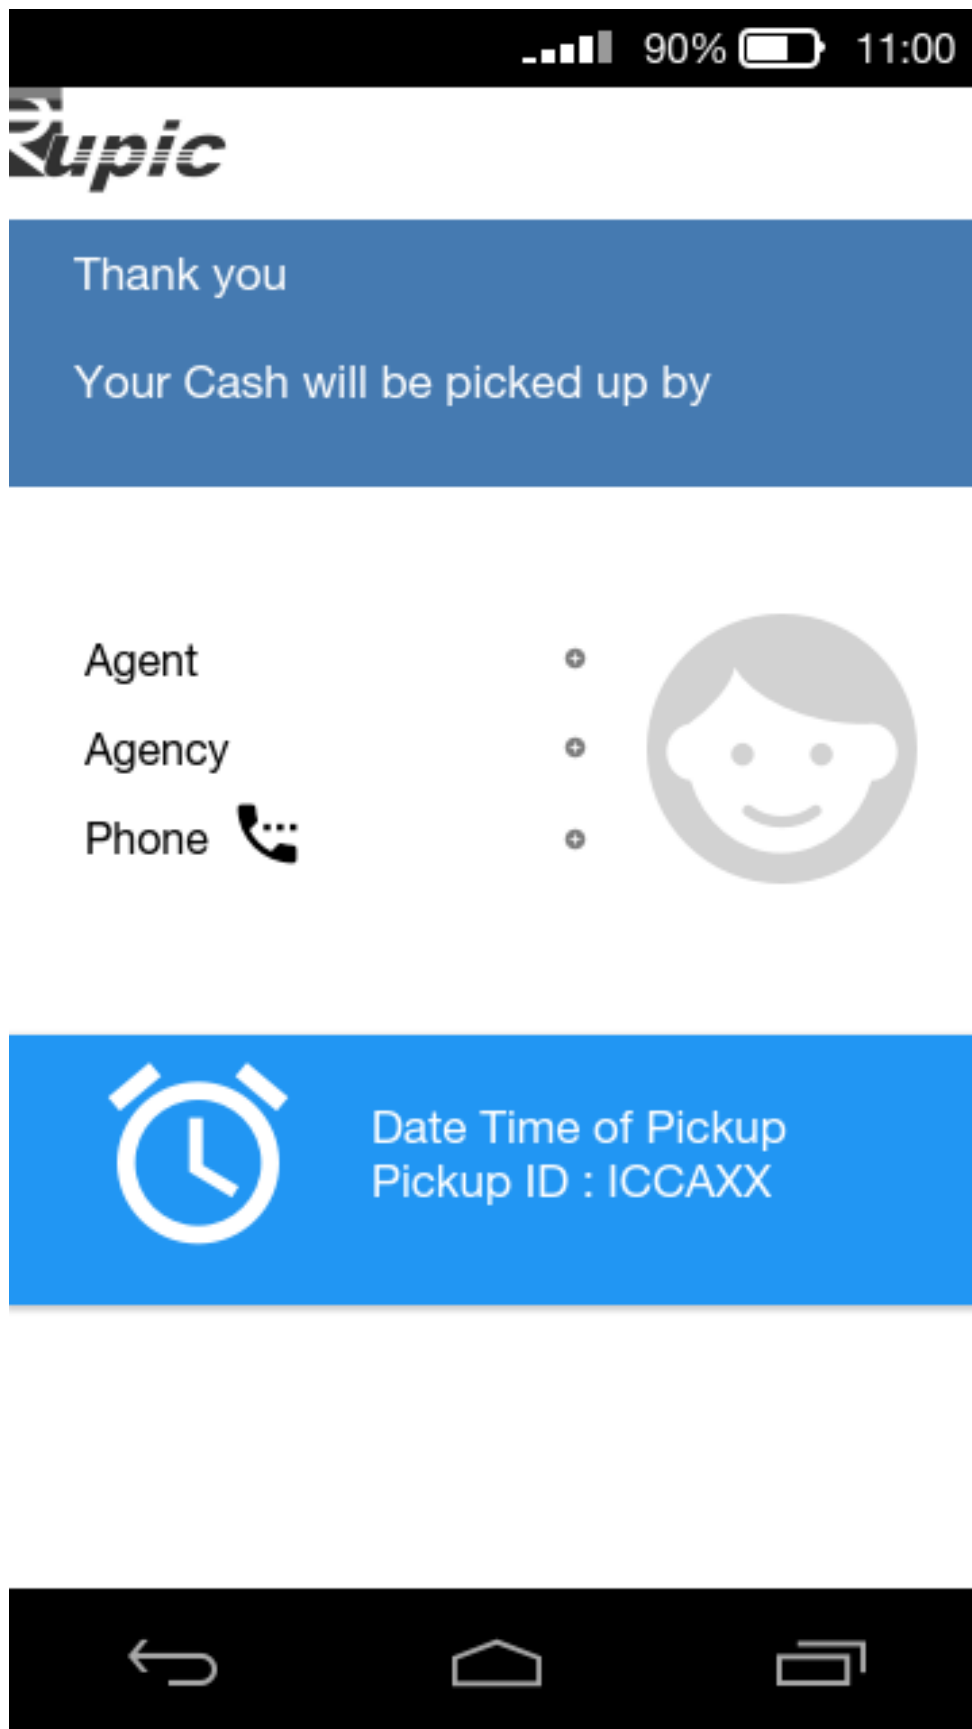 90% 11:00
Rupic
Thank you
Your Cash will be picked up by
Agent
Agency
Phone
Date Time of Pickup
Pickup ID : ICCAXX